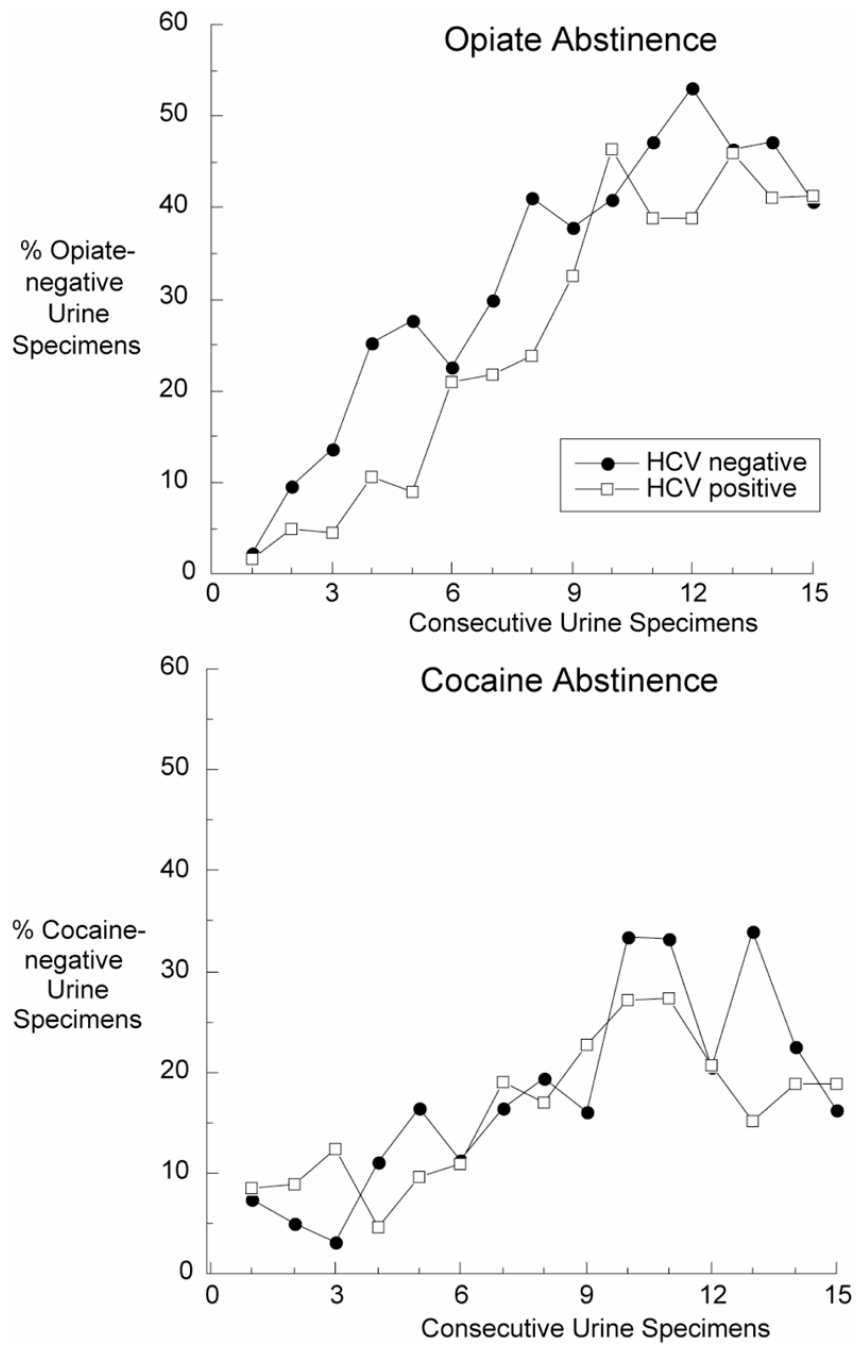 Opiate Abstinence
60
50
40
30
20
10
0
% Opiate-
negative
Urine
Specimens
HCV negative
HCV positive
0 3 6 9 12 15
Consecutive Urine Specimens
Cocaine Abstinence
60
50
40
30
20
10
0
% Cocaine-
negative
Urine
Specimens
0 3 6 9 12 15
Consecutive Urine Specimens